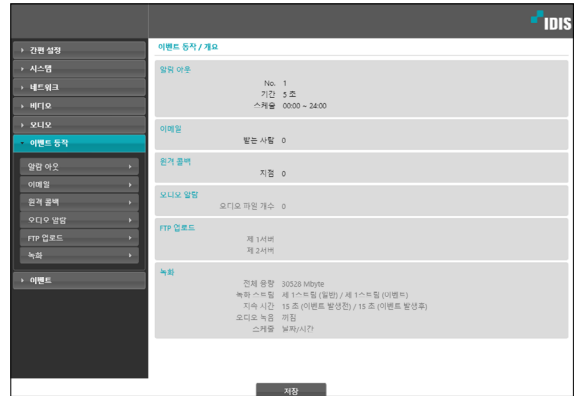 IDIS
간편 설정
시스템
네트워크
비디오
오디오
이벤트 동작
알람 아웃
이메일
원격 콜백
오디오 알람
FTP 업로드
녹화
이벤트
이벤트 동작 / 개요
알람 아웃
No. 1
기간 5 초
스케줄 00:00 ~ 24:00
이메일
받는 사람 0
원격 콜백
지점 0
오디오 알람
오디오 파일 개수 0
FTP 업로드
제 1서버
제 2서버
녹화
전체 용량 30528 Mbyte
녹화 스트림 제 1스트림 (일반) / 제 1스트림 (이벤트)
지속 시간 15 초 (이벤트 발생전) / 15 초 (이벤트 발생후)
오디오 녹음 꺼짐
스케줄 날짜/시간
저장